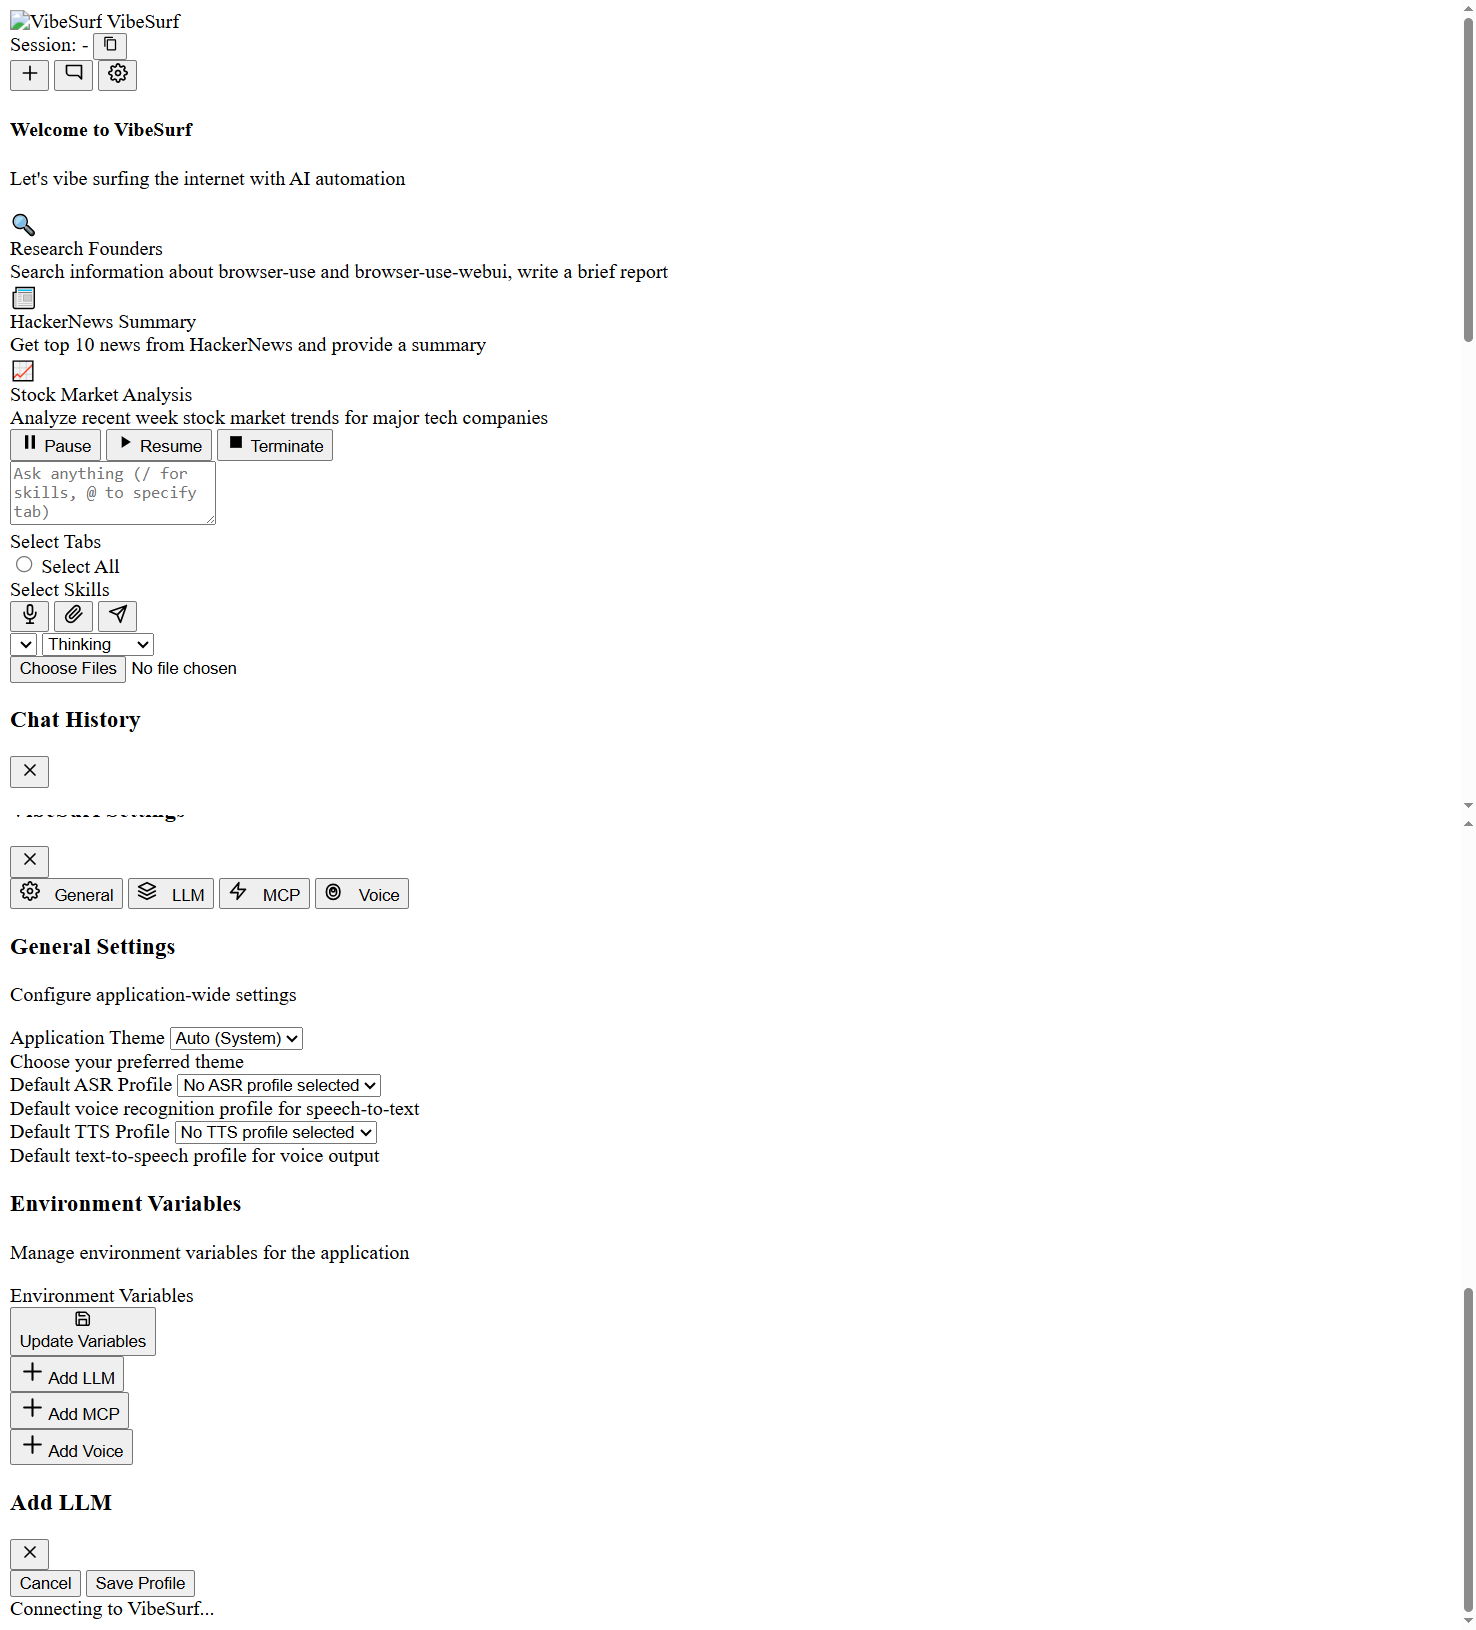 VibeSurf VibeSurf
Session: -
Welcome to VibeSurf
Let's vibe surfing the internet with AI automation
Research Founders
Search information about browser-use and browser-use-webui, write a brief report
HackerNews Summary
Get top 10 news from HackerNews and provide a summary
Stock Market Analysis
Analyze recent week stock market trends for major tech companies
Pause Resume Terminate
Ask anything (/ for
skills, @ to specify
tab)
Select Tabs
Select All
Select Skills
Thinking
Choose Files No file chosen
Chat History
VibeSurf Settings
General LLM MCP Voice
General Settings
Configure application-wide settings
Application Theme Auto (System)
Choose your preferred theme
Default ASR Profile No ASR profile selected
Default voice recognition profile for speech-to-text
Default TTS Profile No TTS profile selected
Default text-to-speech profile for voice output
Environment Variables
Manage environment variables for the application
Environment Variables
Update Variables
Add LLM
Add MCP
Add Voice
Add LLM
Cancel Save Profile
Connecting to VibeSurf...